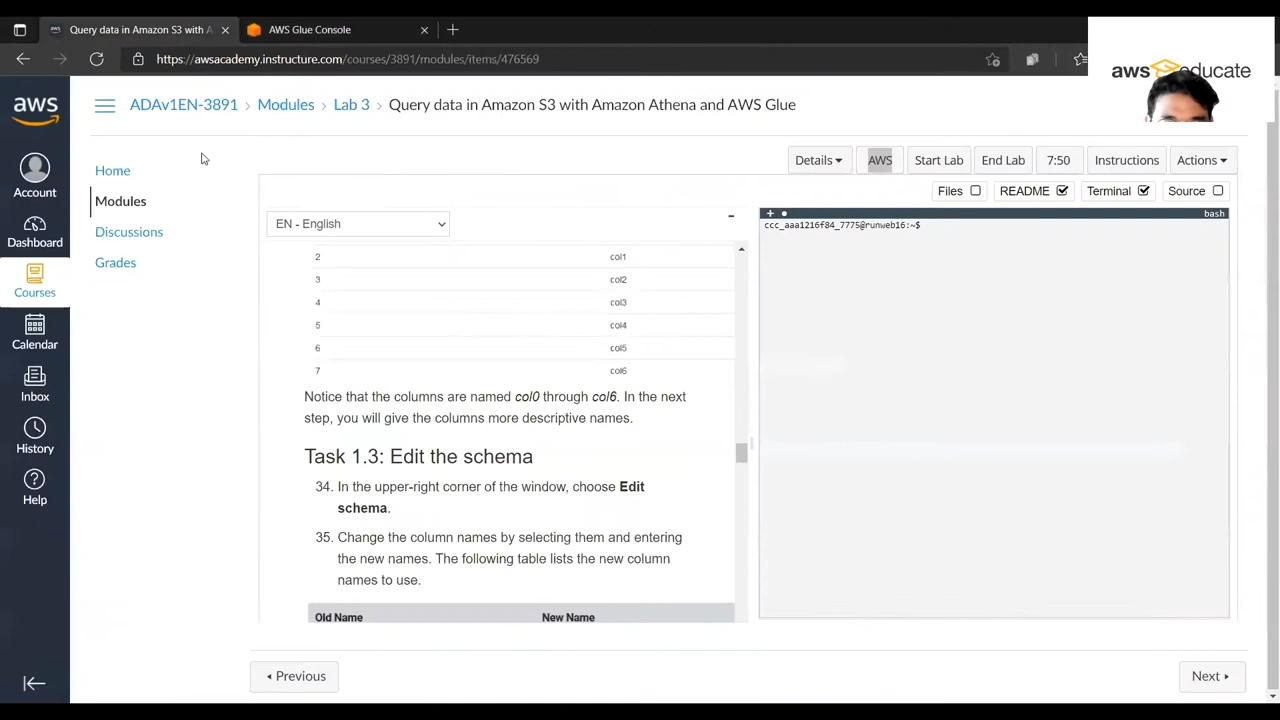 Query data in Amazon S3 with A
AWS Glue Console
https://awsacademy.instructure.com/courses/3891/modules/items/476569
aws educate
aws
ADAv1EN-3891 > Modules > Lab 3 > Query data in Amazon S3 with Amazon Athena and AWS Glue
Details AWS Start Lab End Lab 7:50 Instructions Actions
Files README Terminal Source
Account
Dashboard
Courses
Calendar
Inbox
History
Help
Home
Modules
Discussions
Grades
EN - English
2 col1
3 col2
4 col3
5 col4
6 col5
7 col6
Notice that the columns are named col0 through col6. In the next
step, you will give the columns more descriptive names.
Task 1.3: Edit the schema
34. In the upper-right corner of the window, choose Edit
schema.
35. Change the column names by selecting them and entering
the new names. The following table lists the new column
names to use.
Old Name New Name
bash
ccc_aaa1216f84_7775@runweb16:~$
Previous
Next